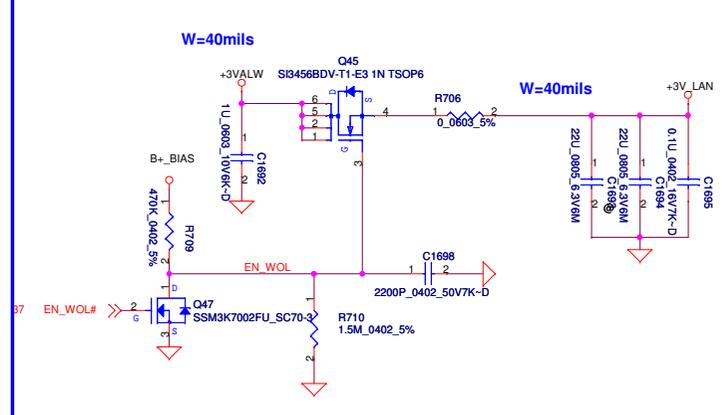 W=40mils
Q45
+3VALW
SI3456BDV-T1-E3 1N TSOP6
W=40mils
+3V_LAN
D
S
6
5
2
1
4
G
3
R706
1
2
0_0603_5%
1U_0603_10V6K~D
1
2
C1692
B+_BIAS
1
2
470K_0402_5%
R709
22U_0805_6.3V6M
1
2
@
22U_0805_6.3V6M
1
2
C1694
0.1U_0402_16V7K~D
1
2
C1695
EN_WOL
C1698
1
2
2200P_0402_50V7K~D
37
EN_WOL#
2
G
1
D
3
S
Q47
SSM3K7002FU_SC70-3
1
2
R710
1.5M_0402_5%